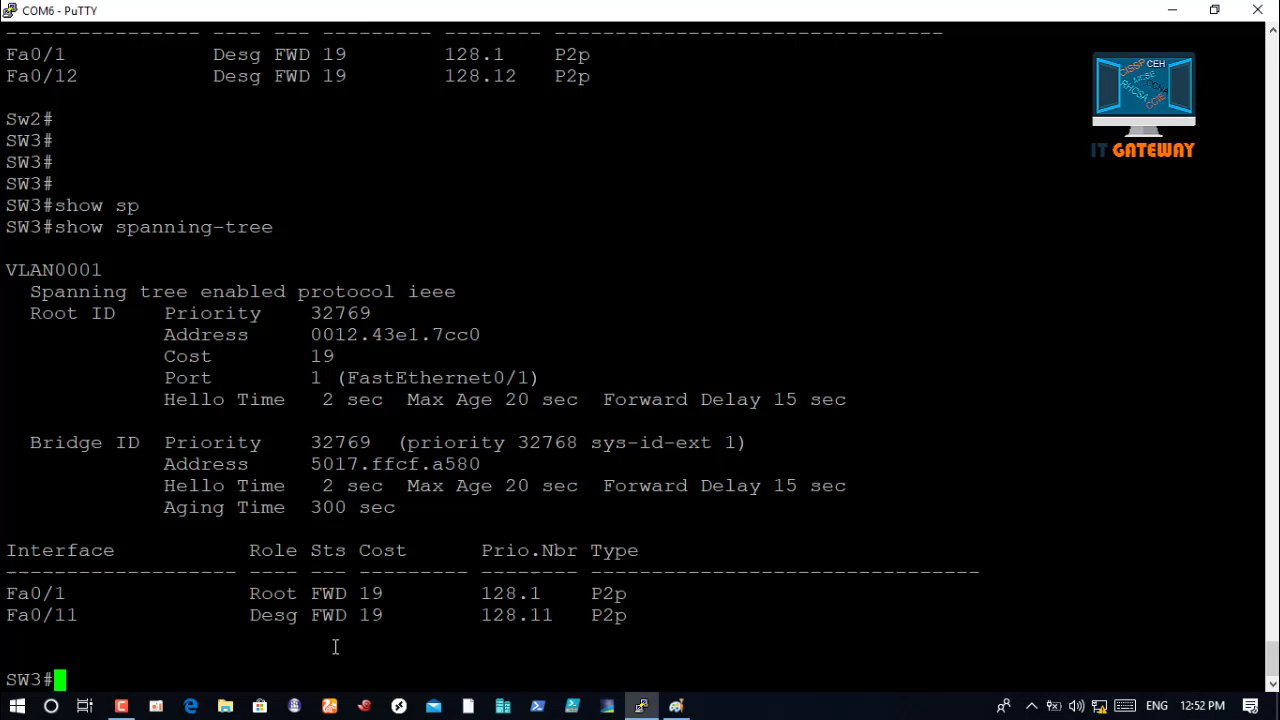 COM6 - PuTTY
---------------- ---- --- --------- -------- --------------------------------
Fa0/1 Desg FWD 19 128.1 P2p
Fa0/12 Desg FWD 19 128.12 P2p
Sw2#
SW3#
SW3#
SW3#
SW3#show sp
SW3#show spanning-tree
VLAN0001
Spanning tree enabled protocol ieee
Root ID Priority 32769
Address 0012.43e1.7cc0
Cost 19
Port 1 (FastEthernet0/1)
Hello Time 2 sec Max Age 20 sec Forward Delay 15 sec
Bridge ID Priority 32769 (priority 32768 sys-id-ext 1)
Address 5017.ffcf.a580
Hello Time 2 sec Max Age 20 sec Forward Delay 15 sec
Aging Time 300 sec
Interface Role Sts Cost Prio.Nbr Type
------------------- ---- --- --------- -------- --------------------------------
Fa0/1 Root FWD 19 128.1 P2p
Fa0/11 Desg FWD 19 128.11 P2p
SW3#
CISSP CEH
MCSE
RHCSA
CCIE
IT GATEWAY
ENG 12:52 PM